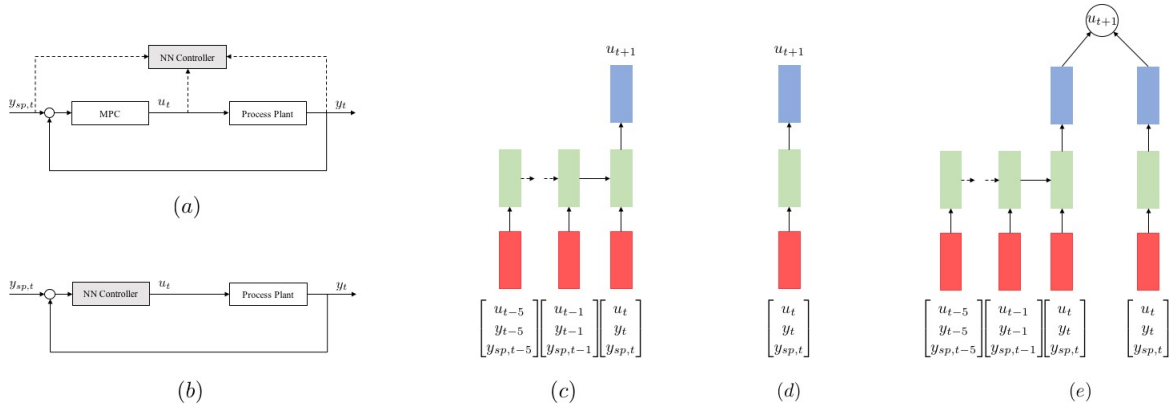 NN Controller
y_{sp,t}
MPC
u_t
Process Plant
y_t
(a)
y_{sp,t}
NN Controller
u_t
Process Plant
y_t
(b)
u_{t+1}
[u_{t-5} y_{t-5} y_{sp,t-5}]
[u_{t-1} y_{t-1} y_{sp,t-1}]
[u_t y_t y_{sp,t}]
(c)
u_{t+1}
[u_t y_t y_{sp,t}]
(d)
u_{t+1}
[u_{t-5} y_{t-5} y_{sp,t-5}]
[u_{t-1} y_{t-1} y_{sp,t-1}]
[u_t y_t y_{sp,t}]
[u_t y_t y_{sp,t}]
(e)